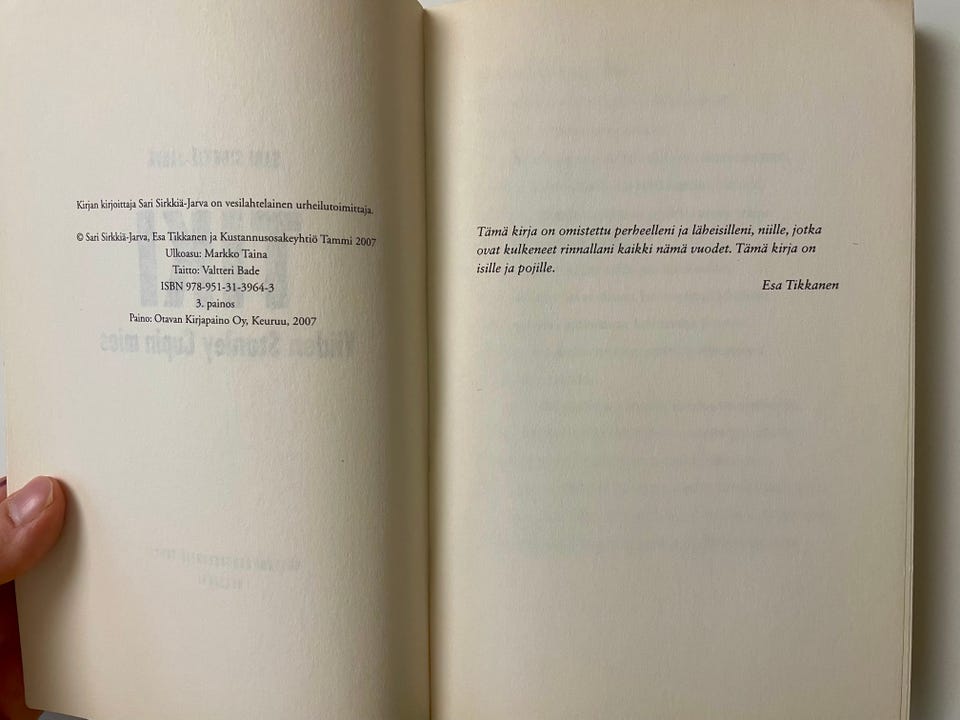 Kirjan kirjoittaja Sari Sirkkiä-Jarva on vesilahtelainen urheilutoimittaja.
© Sari Sirkkiä-Jarva, Esa Tikkanen ja Kustannusosakeyhtiö Tammi 2007
Ulkoasu: Markko Taina
Taitto: Valtteri Bade
ISBN 978-951-31-3964-3
3. painos
Paino: Otavan Kirjapaino Oy, Keuruu, 2007
Tämä kirja on omistettu perheelleni ja läheisilleni, niille, jotka
ovat kulkeneet rinnallani kaikki nämä vuodet. Tämä kirja on
isille ja pojille.
Esa Tikkanen